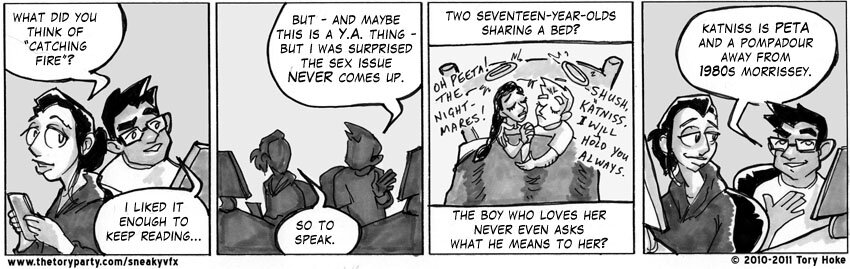 WHAT DID YOU
THINK OF
"CATCHING
FIRE"?
I LIKED IT
ENOUGH TO
KEEP READING...
BUT - AND MAYBE
THIS IS A Y.A. THING -
BUT I WAS SURPRISED
THE SEX ISSUE
NEVER COMES UP.
SO TO
SPEAK.
TWO SEVENTEEN-YEAR-OLDS
SHARING A BED?
OH PEETA!
THE
NIGHT-
MARES!
SHUSH,
KATNISS.
I WILL
HOLD YOU
ALWAYS.
THE BOY WHO LOVES HER
NEVER EVEN ASKS
WHAT HE MEANS TO HER?
KATNISS IS PETA
AND A POMPADOUR
AWAY FROM
1980s MORRISSEY.
www.thetoryparty.com/sneakyvfx
© 2010-2011 Tory Hoke